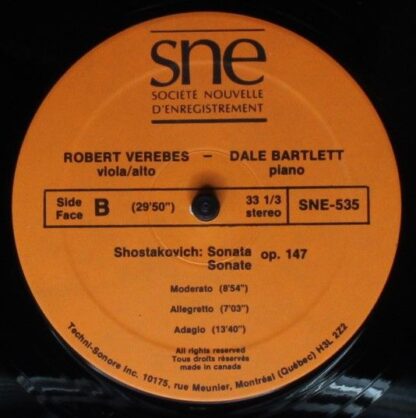 sne
SOCIÉTÉ NOUVELLE
D'ENREGISTREMENT
ROBERT VEREBES – DALE BARTLETT
viola/alto piano
Side
Face B (29'50") 33 1/3
stereo SNE-535
Shostakovich: Sonata op. 147
Sonate
Moderato (8'54")
Allegretto (7'03")
Adagio (13'40")
All rights reserved
Tous droits réservés
made in canada
Techni-Sonore inc. 10175, rue Meunier, Montréal (Québec) H3L 2Z2